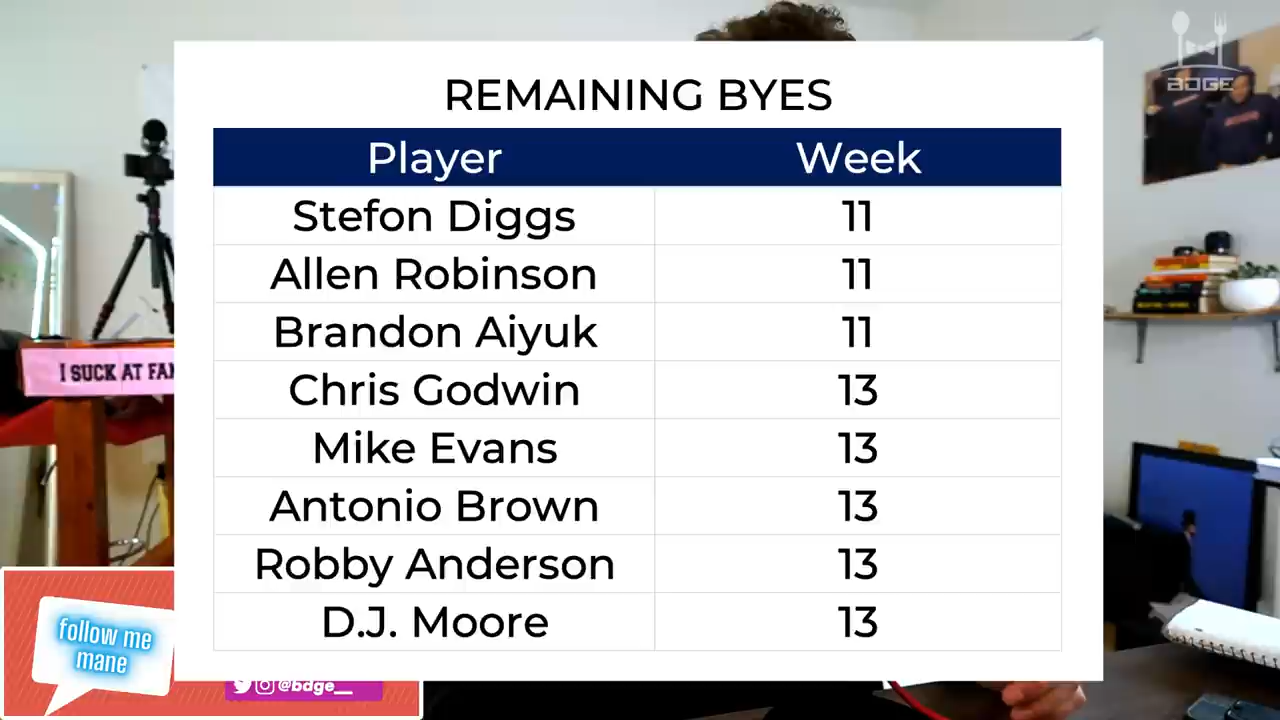 BDGE
REMAINING BYES
Player Week
Stefon Diggs 11
Allen Robinson 11
Brandon Aiyuk 11
Chris Godwin 13
Mike Evans 13
Antonio Brown 13
Robby Anderson 13
D.J. Moore 13
I SUCK AT FAN
follow me
mane
@bdge__